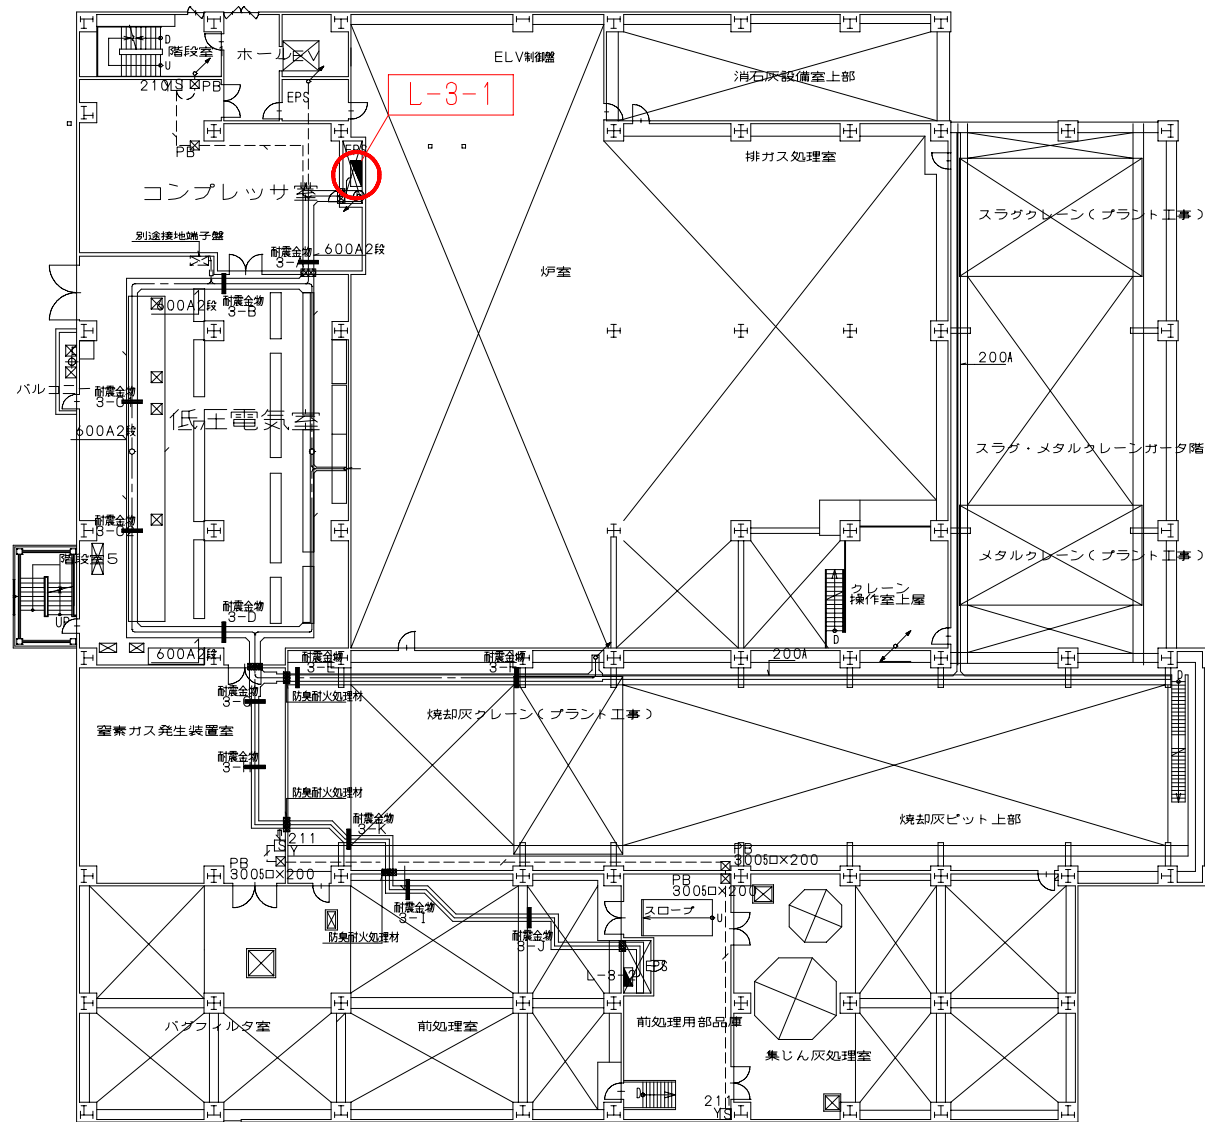 D
階段室
U
ホールEV
ELV制御盤
消石灰設備室上部
210
YS
PB
EPS
L-3-1
PB
EPS
排ガス処理室
コンプレッサ室
スラグクレーン(プラント工事)
別途接地端子盤
耐震金物
3-A
600A2段
炉室
600A2段
耐震金物
3-B
200A
バルコニー
耐震金物
低圧電気室
600A2段
スラグ・メタルクレーンガータ階
耐震金物
階段室5
メタルクレーン(プラント工事)
クレーン
操作室上屋
耐震金物
3-D
UP
D
600A2段
耐震金物
耐震金物
200A
防臭耐火処理材
耐震金物
D
焼却灰クレーン(プラント工事)
窒素ガス発生装置室
耐震金物
3-H
防臭耐火処理材
耐震金物
3-K
焼却灰ピット上部
211
PB
PB
PB
耐震金物
3-I
スロープ
U
防臭耐火処理材
耐震金物
3-J
EPS
バグフィルタ室
前処理室
前処理用部品庫
集じん灰処理室
D
211
YS